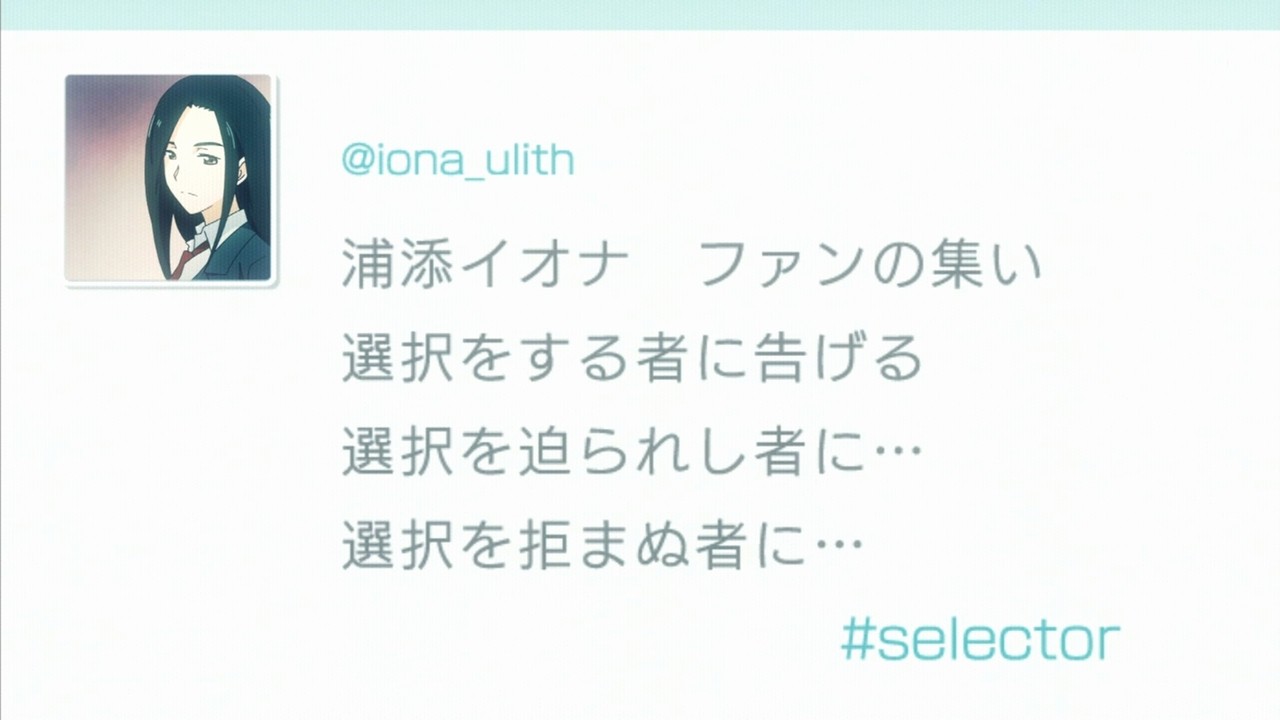 @iona_ulith
浦添イオナ　ファンの集い
選択をする者に告げる
選択を迫られし者に…
選択を拒まぬ者に…
#selector